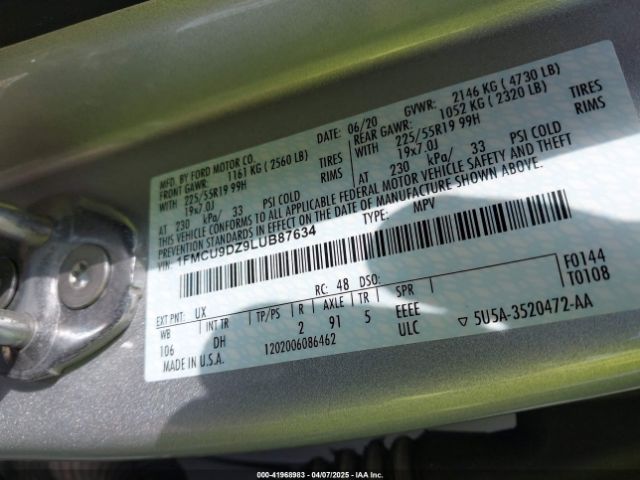 MFD. BY FORD MOTOR CO.
DATE: 06/20 GVWR: 2146 KG ( 4730 LB)
FRONT GAWR: 1161 KG ( 2560 LB) REAR GAWR: 1052 KG ( 2320 LB)
WITH 225/55R19 99H TIRES WITH 225/55R19 99H TIRES
19x7.0J RIMS 19x7.0J RIMS
AT 230 kPa/ 33 PSI COLD AT 230 kPa/ 33 PSI COLD
THIS VEHICLE CONFORMS TO ALL APPLICABLE FEDERAL MOTOR VEHICLE SAFETY AND THEFT
PREVENTION STANDARDS IN EFFECT ON THE DATE OF MANUFACTURE SHOWN ABOVE.
VIN: 1FMCU9DZ9LUB87634
TYPE: MPV
F0144
T0108
RC: 48 DSO:
EXT PNT: UX
WB INT TR TP/PS R AXLE TR SPR
106 DH 2 91 5 EEEE
ULC
▽ 5U5A-3520472-AA
MADE IN U.S.A. 1202006086462
000-41968983 - 04/07/2025 - IAA Inc.